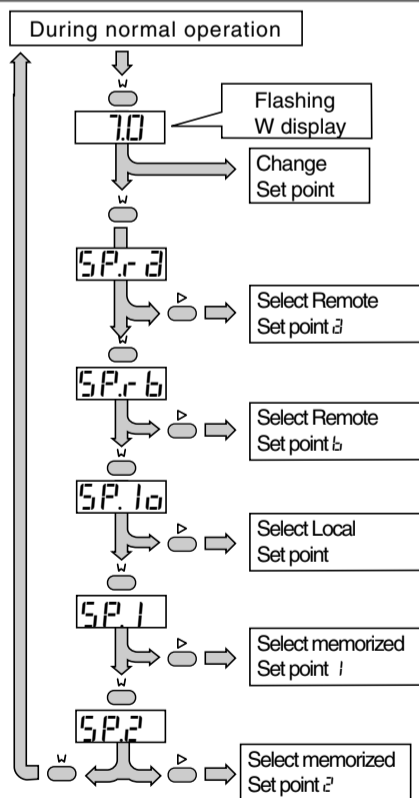 During normal operation
W
7.0
Flashing
W display
Change
Set point
W
SP.r a
Select Remote
Set point a
W
SP.r b
Select Remote
Set point b
W
SP. lo
Select Local
Set point
W
SP. 1
Select memorized
Set point 1
W
SP.2
W
Select memorized
Set point 2